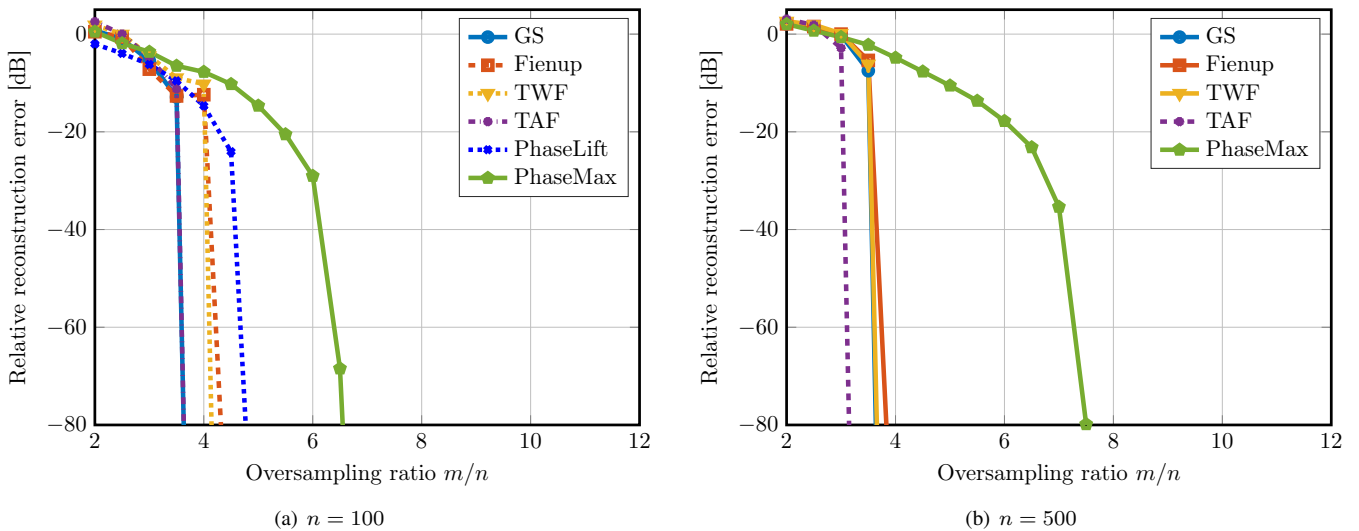 0
−20
−40
−60
−80
2 4 6 8 10 12
Relative reconstruction error [dB]
Oversampling ratio m/n
GS
Fienup
TWF
TAF
PhaseLift
PhaseMax
(a) n = 100
0
−20
−40
−60
−80
2 4 6 8 10 12
Relative reconstruction error [dB]
Oversampling ratio m/n
GS
Fienup
TWF
TAF
PhaseMax
(b) n = 500